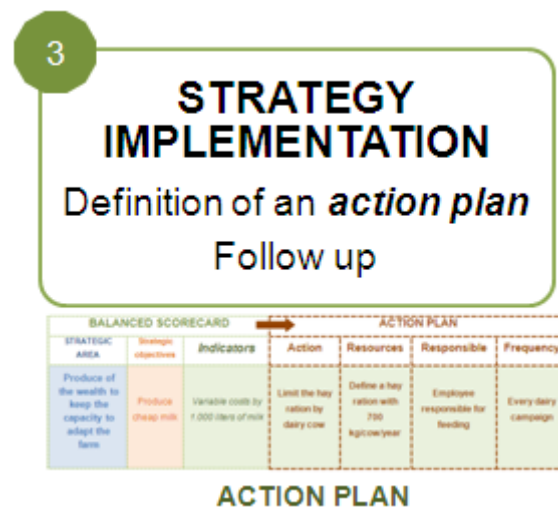 3
STRATEGY
IMPLEMENTATION
Definition of an action plan
Follow up
BALANCED SCORECARD ACTION PLAN
STRATEGIC AREA Strategic objectives Indicators Action Resources Responsible Frequency
Produce of the wealth to keep the capacity to adapt the farm
Produce cheap milk
Variable costs by 1.000 liters of milk
Limit the hay ration by dairy cow
Define a hay ration with 700 kg/cow/year
Employee responsible for feeding
Every dairy campaign
ACTION PLAN